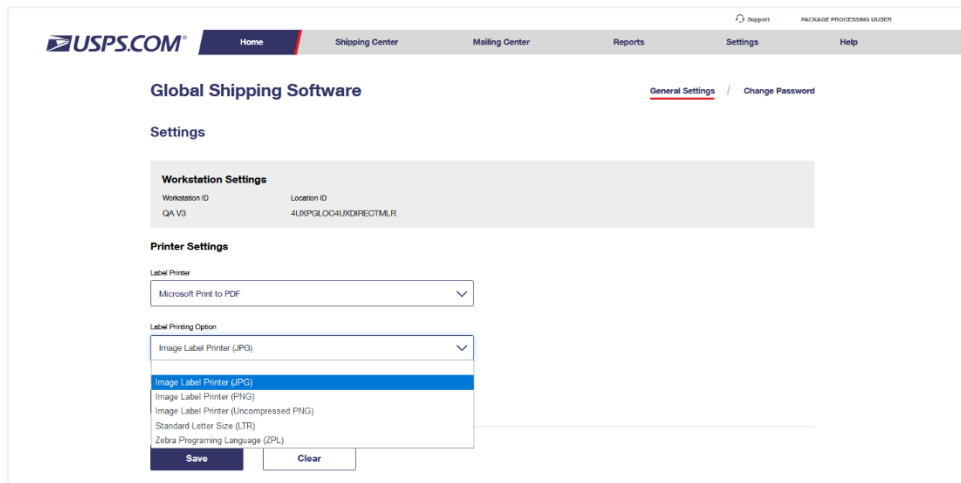 Support PACKAGE PROCESSING UUSER
USPS.COM® Home Shipping Center Mailing Center Reports Settings Help
Global Shipping Software General Settings / Change Password
Settings
Workstation Settings
Workstation ID Location ID
QA V3 4UXPGLOC4UXDIRECTMLR
Printer Settings
Label Printer
Microsoft Print to PDF
Label Printing Option
Image Label Printer (JPG)
Image Label Printer (JPG)
Image Label Printer (PNG)
Image Label Printer (Uncompressed PNG)
Standard Letter Size (LTR)
Zebra Programing Language (ZPL)
Save Clear